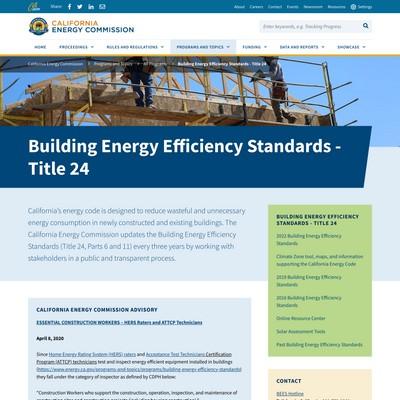 Share:
About Careers Contact Events Newsroom Resources Settings
CALIFORNIA
ENERGY COMMISSION
Enter keywords, e.g. Tracking Progress
HOME PROCEEDINGS RULES AND REGULATIONS PROGRAMS AND TOPICS FUNDING DATA AND REPORTS SHOWCASE
California Energy Commission Programs and Topics All Programs Building Energy Efficiency Standards - Title 24
Building Energy Efficiency Standards -
Title 24
California's energy code is designed to reduce wasteful and unnecessary
energy consumption in newly constructed and existing buildings. The
California Energy Commission updates the Building Energy Efficiency
Standards (Title 24, Parts 6 and 11) every three years by working with
stakeholders in a public and transparent process.
BUILDING ENERGY EFFICIENCY
STANDARDS - TITLE 24
2022 Building Energy Efficiency
Standards
Climate Zone tool, maps, and information
supporting the California Energy Code
2019 Building Energy Efficiency
Standards
2016 Building Energy Efficiency
Standards
Online Resource Center
Solar Assessment Tools
Past Building Energy Efficiency Standards
CALIFORNIA ENERGY COMMISSION ADVISORY
ESSENTIAL CONSTRUCTION WORKERS – HERS Raters and ATTCP Technicians
April 8, 2020
Since Home Energy Rating System (HERS) raters and Acceptance Test Technicians Certification
Program (ATTCP) technicians test and inspect energy efficient equipment installed in buildings
(https://www.energy.ca.gov/programs-and-topics/programs/building-energy-efficiency-standards)
they fall under the category of inspector as defined by CDPH below:
"Construction Workers who support the construction, operation, inspection, and maintenance of
CONTACT
BEES Hotline